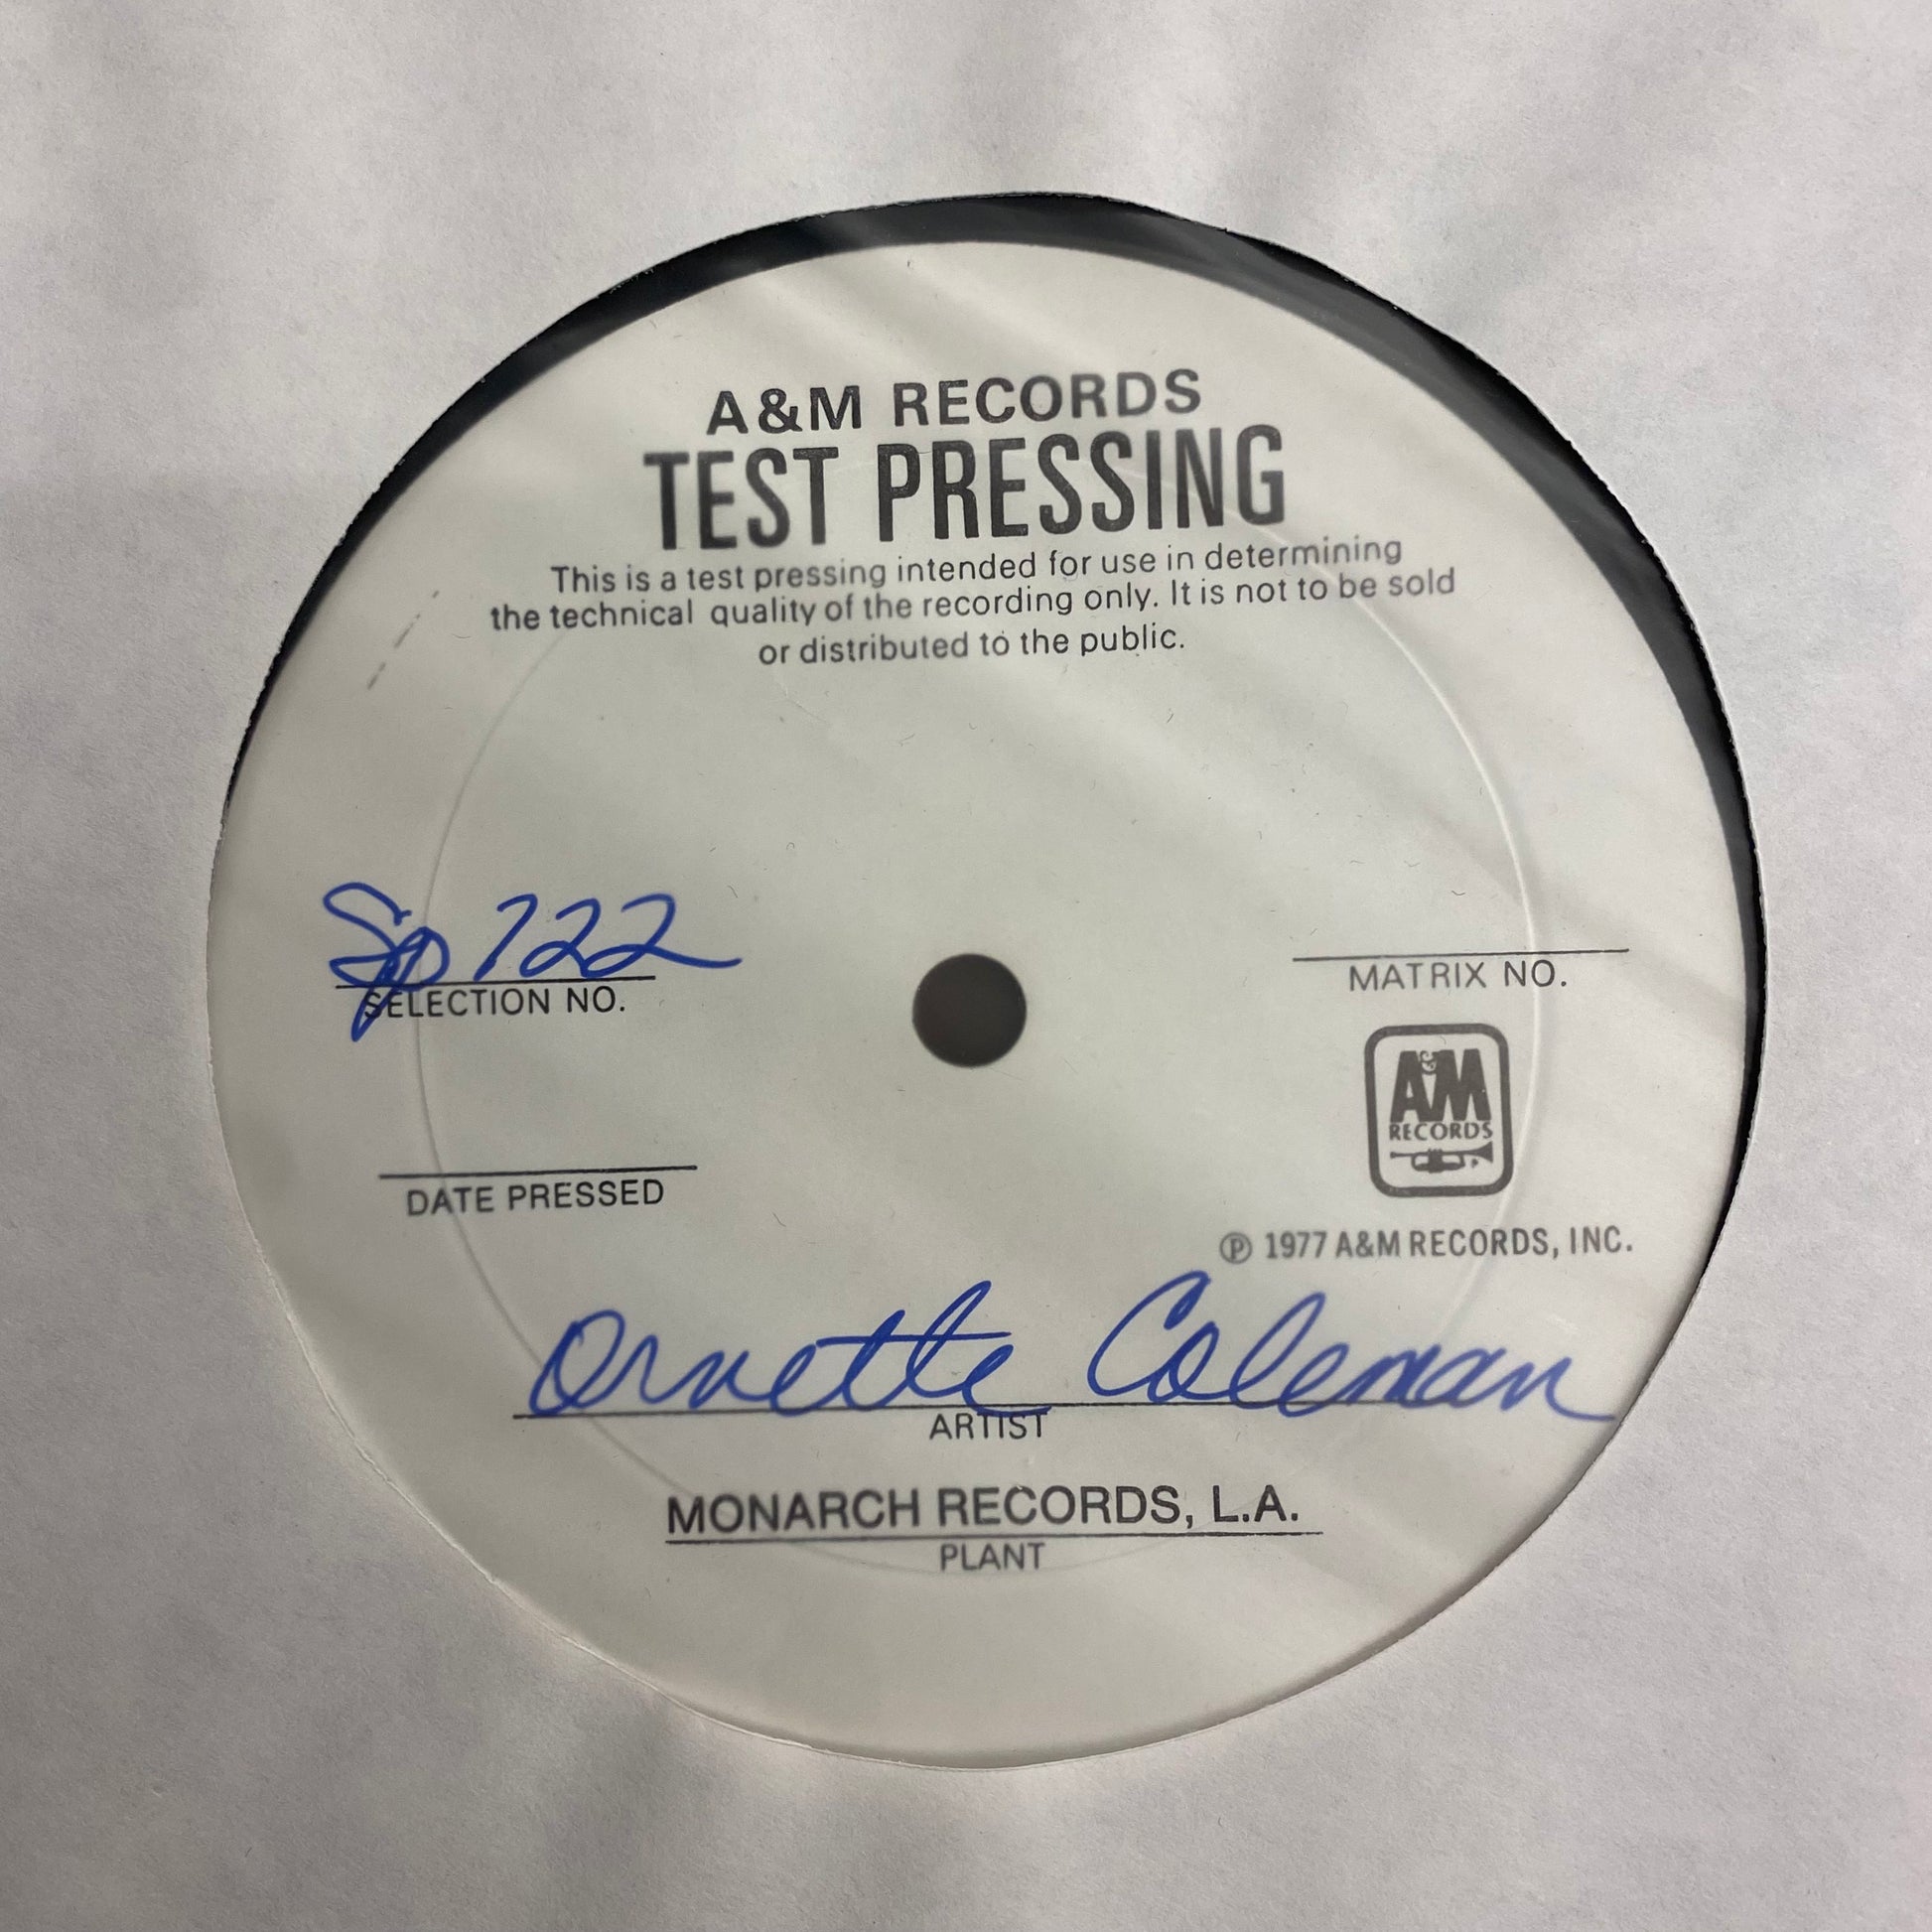 A&M RECORDS
TEST PRESSING
This is a test pressing intended for use in determining
the technical quality of the recording only. It is not to be sold
or distributed to the public.
Sp 722
SELECTION NO.
MATRIX NO.
A&M
RECORDS
DATE PRESSED
℗ 1977 A&M RECORDS, INC.
Ornette Coleman
ARTIST
MONARCH RECORDS, L.A.
PLANT